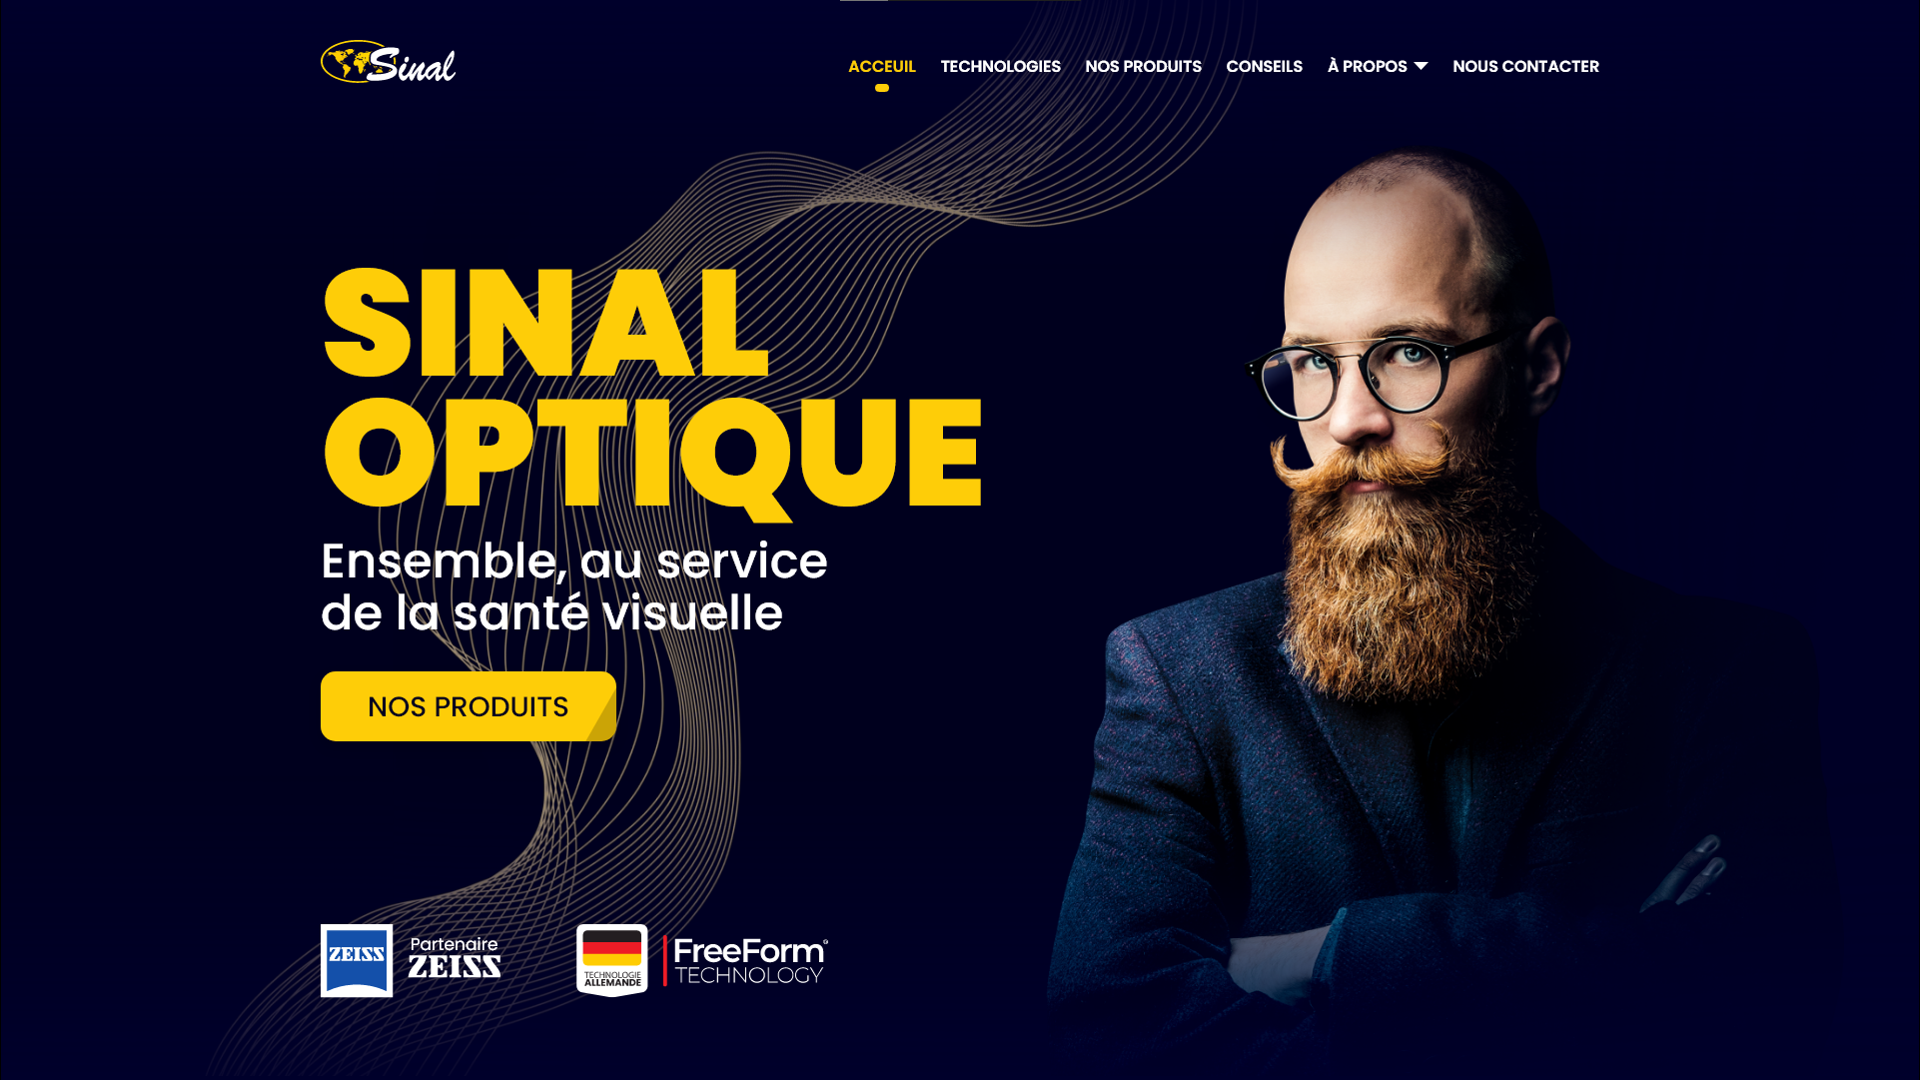 Sinal
ACCEUIL TECHNOLOGIES NOS PRODUITS CONSEILS À PROPOS NOUS CONTACTER
SINAL
OPTIQUE
Ensemble, au service
de la santé visuelle
NOS PRODUITS
ZEISS
Partenaire
ZEISS
TECHNOLOGIE
ALLEMANDE
FreeForm
TECHNOLOGY